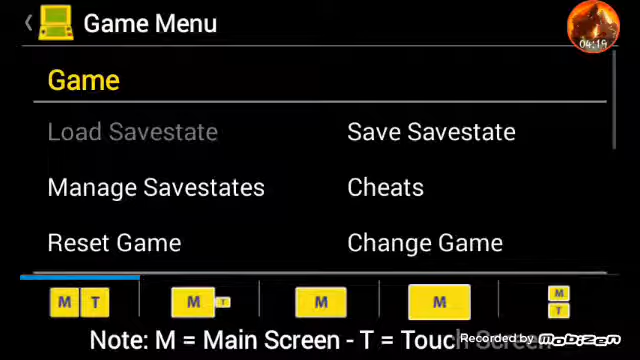 Game Menu
04:19
Game
Load Savestate
Save Savestate
Manage Savestates
Cheats
Reset Game
Change Game
M T
M T
M
M
M
T
Note: M = Main Screen - T = Touch Screen
Recorded by Mobizen